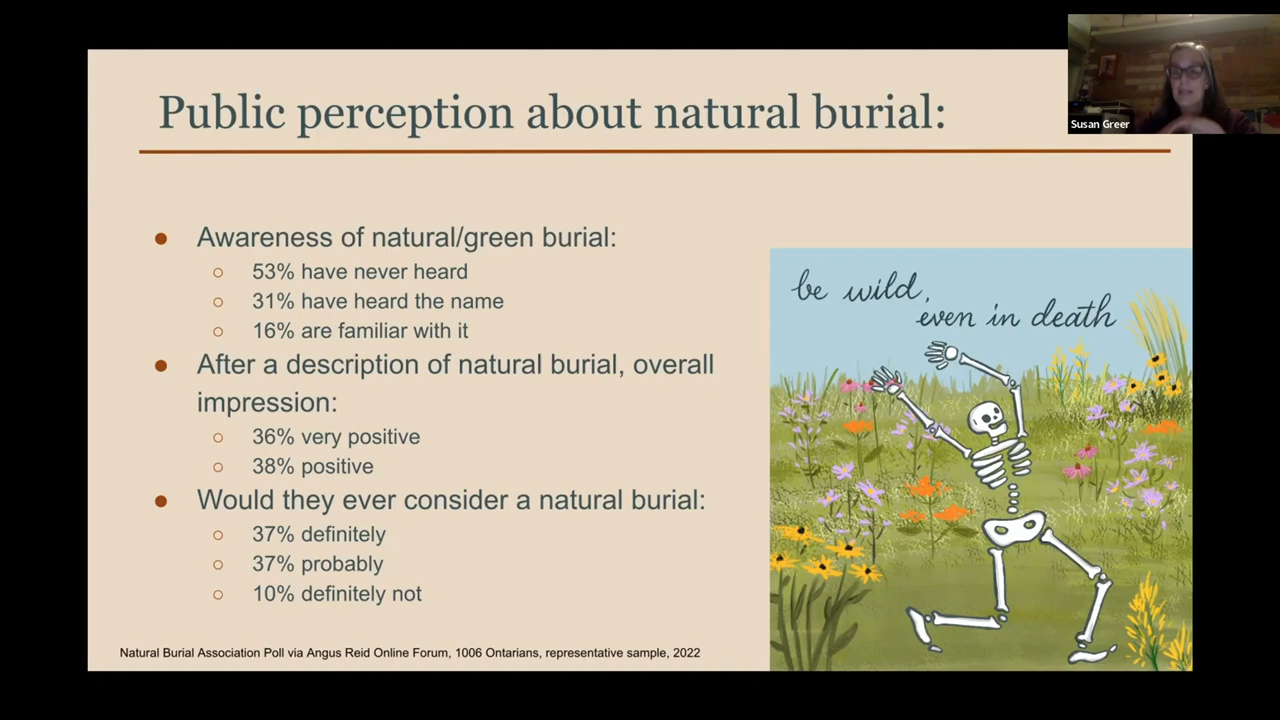 Public perception about natural burial:
Susan Greer
● Awareness of natural/green burial:
○ 53% have never heard
○ 31% have heard the name
○ 16% are familiar with it
● After a description of natural burial, overall
impression:
○ 36% very positive
○ 38% positive
● Would they ever consider a natural burial:
○ 37% definitely
○ 37% probably
○ 10% definitely not
be wild,
even in death
Natural Burial Association Poll via Angus Reid Online Forum, 1006 Ontarians, representative sample, 2022